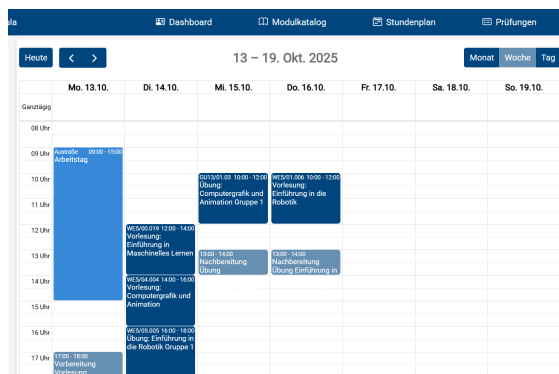 ula
Dashboard
Modulkatalog
Stundenplan
Prüfungen
Heute
13 – 19. Okt. 2025
Monat Woche Tag
Mo. 13.10. Di. 14.10. Mi. 15.10. Do. 16.10. Fr. 17.10. Sa. 18.10. So. 19.10.
Ganztägig
08 Uhr
09 Uhr
Austraße 09:00 - 15:00
Arbeitstag
10 Uhr
GU13/01.03 10:00 - 12:00
Übung:
Computergrafik und
Animation Gruppe 1
WE5/01.006 10:00 - 12:00
Vorlesung:
Einführung in die
Robotik
11 Uhr
12 Uhr
WE5/00.019 12:00 - 14:00
Vorlesung:
Einführung in
Maschinelles Lernen
13 Uhr
13:00 - 14:00
Nachbereitung
Übung
13:00 - 14:00
Nachbereitung
Übung Einführung in
14 Uhr
WE5/04.004 14:00 - 16:00
Vorlesung:
Computergrafik und
Animation
15 Uhr
16 Uhr
WE5/05.005 16:00 - 18:00
Übung: Einführung in
die Robotik Gruppe 1
17 Uhr
17:00 - 18:00
Vorbereitung
Vorlesung